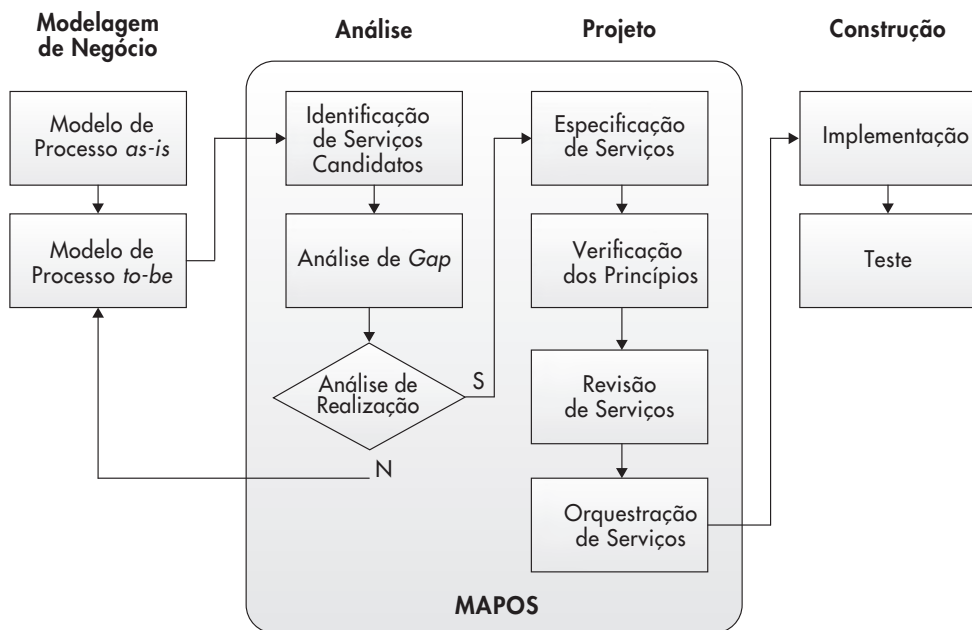 Modelagem
de Negócio
Análise
Projeto
Construção
Modelo de
Processo as-is
Modelo de
Processo to-be
Identificação
de Serviços
Candidatos
Análise de Gap
Análise de
Realização
S
N
Especificação
de Serviços
Verificação
dos Princípios
Revisão
de Serviços
Orquestração
de Serviços
Implementação
Teste
MAPOS